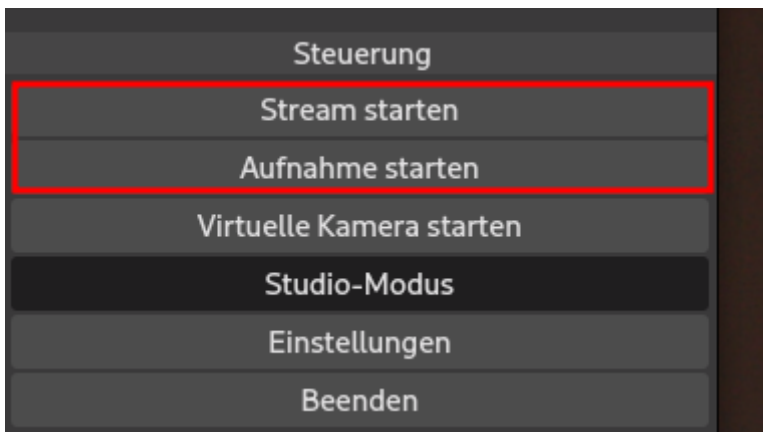 Steuerung
Stream starten
Aufnahme starten
Virtuelle Kamera starten
Studio-Modus
Einstellungen
Beenden